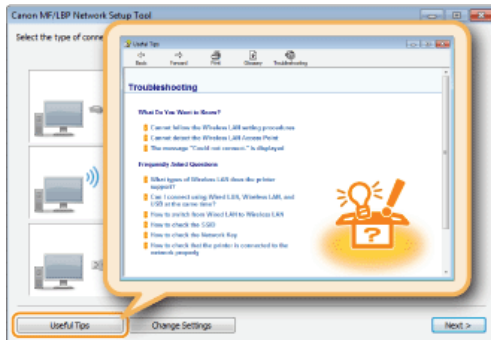 Canon MF/LBP Network Setup Tool
Select the type of conne
Useful Tips
Back Forward Print Glossary Troubleshooting
Troubleshooting
What Do You Want to Know?
Cannot follow the Wireless LAN setting procedures
Cannot detect the Wireless LAN Access Point
The message "Could not connect." is displayed
Frequently Asked Questions
What types of Wireless LAN does the printer
support?
Can I connect using Wired LAN, Wireless LAN, and
USB at the same time?
How to switch from Wired LAN to Wireless LAN
How to check the SSID
How to check the Network Key
How to check that the printer is connected to the
network properly
?
Useful Tips
Change Settings
Next >